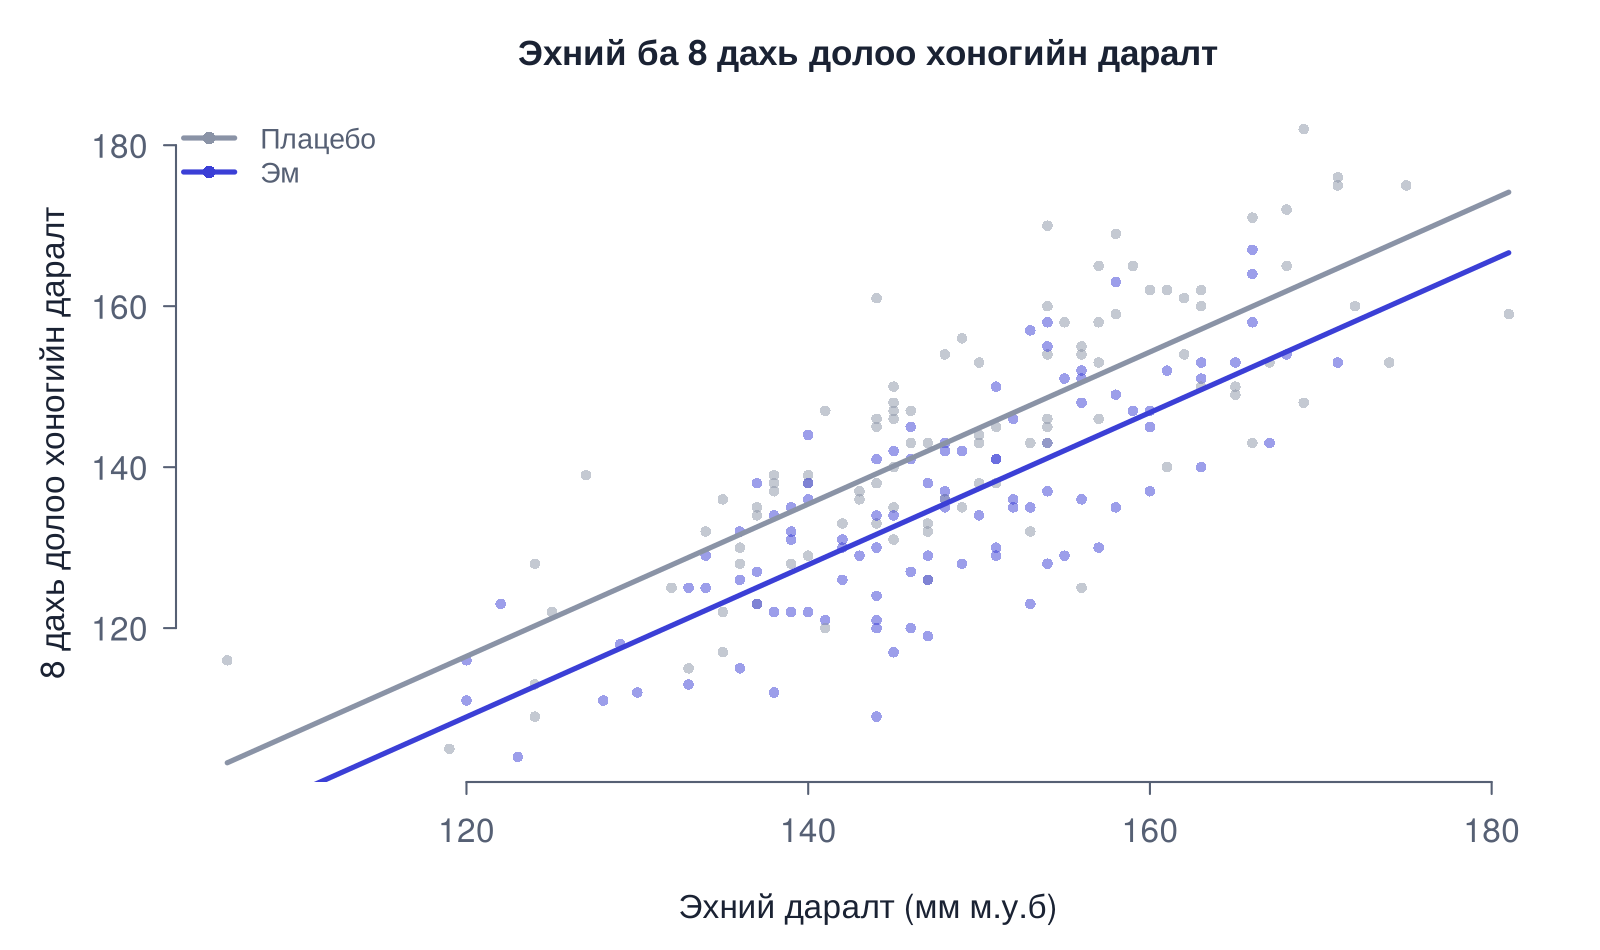 Эхний ба 8 дахь долоо хоногийн даралт
Плацебо
Эм
8 дахь долоо хоногийн даралт
180
160
140
120
120
140
160
180
Эхний даралт (мм м.у.б)